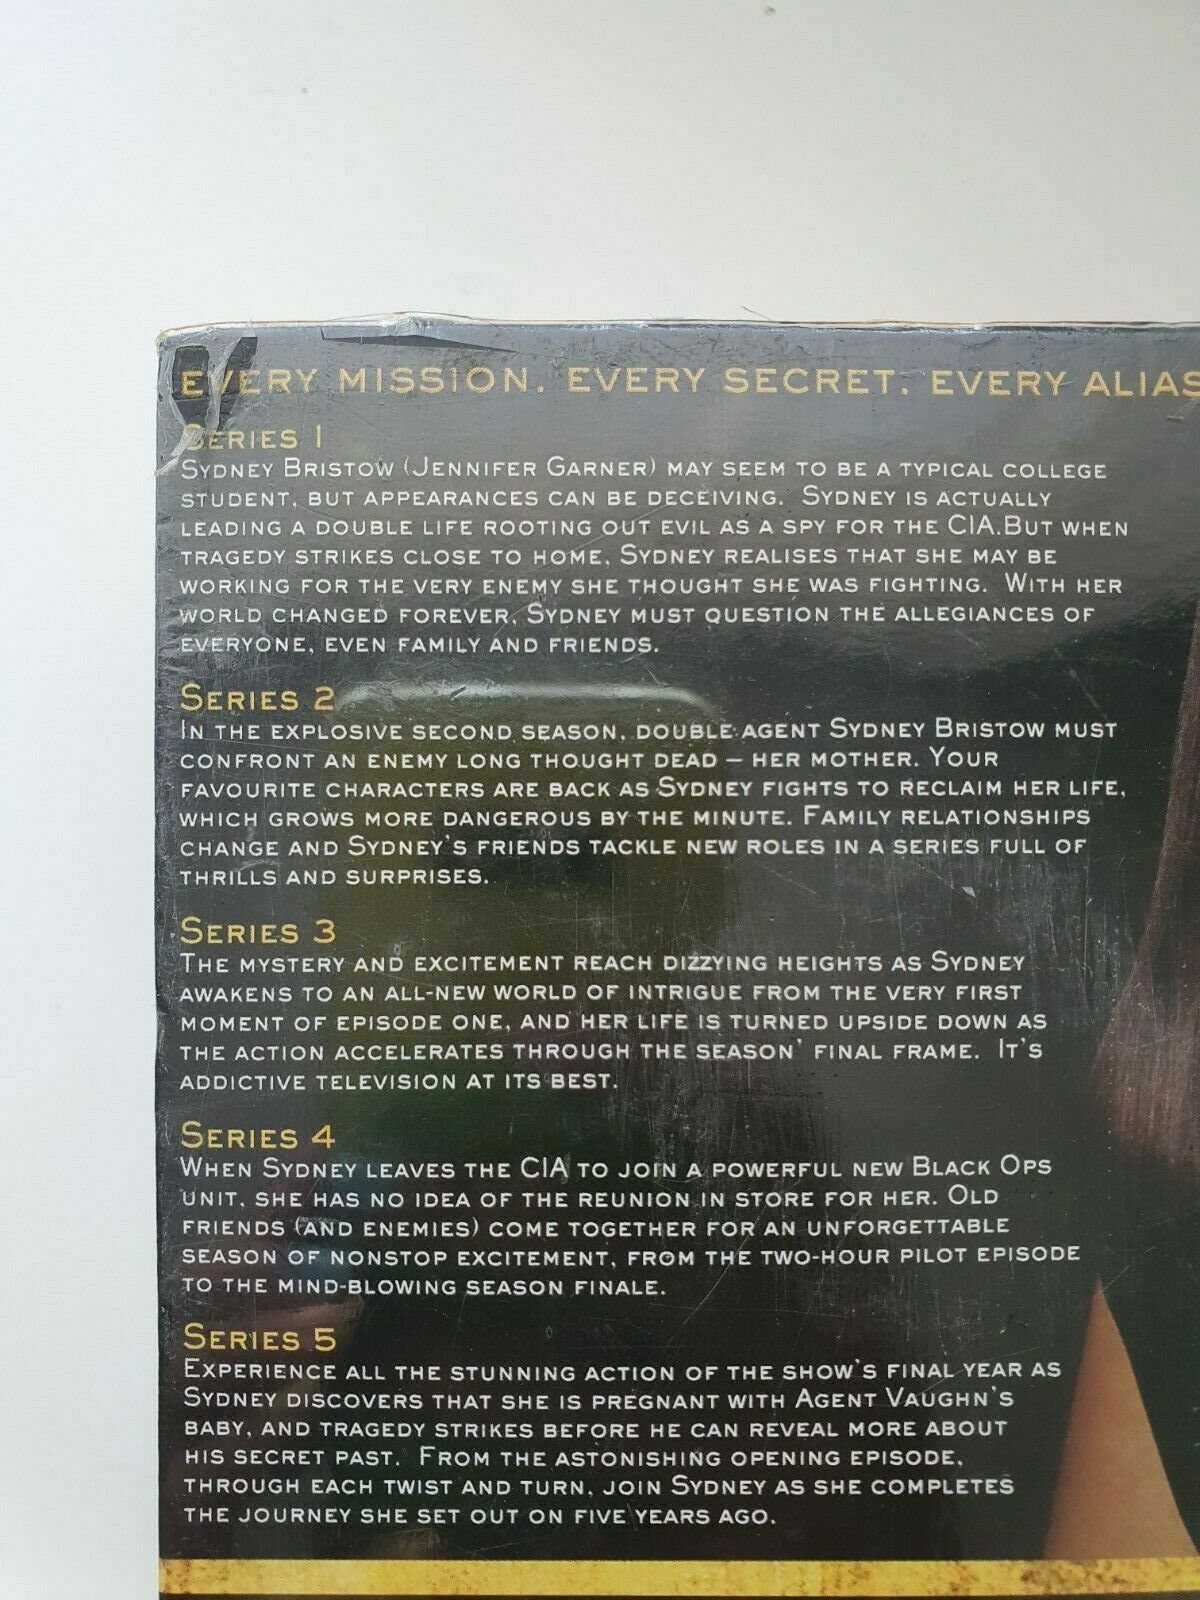 EVERY MISSION. EVERY SECRET. EVERY ALIAS
SERIES 1
SYDNEY BRISTOW (JENNIFER GARNER) MAY SEEM TO BE A TYPICAL COLLEGE
STUDENT, BUT APPEARANCES CAN BE DECEIVING. SYDNEY IS ACTUALLY
LEADING A DOUBLE LIFE ROOTING OUT EVIL AS A SPY FOR THE CIA.BUT WHEN
TRAGEDY STRIKES CLOSE TO HOME, SYDNEY REALISES THAT SHE MAY BE
WORKING FOR THE VERY ENEMY SHE THOUGHT SHE WAS FIGHTING. WITH HER
WORLD CHANGED FOREVER, SYDNEY MUST QUESTION THE ALLEGIANCES OF
EVERYONE, EVEN FAMILY AND FRIENDS.
SERIES 2
IN THE EXPLOSIVE SECOND SEASON, DOUBLE AGENT SYDNEY BRISTOW MUST
CONFRONT AN ENEMY LONG THOUGHT DEAD – HER MOTHER. YOUR
FAVOURITE CHARACTERS ARE BACK AS SYDNEY FIGHTS TO RECLAIM HER LIFE,
WHICH GROWS MORE DANGEROUS BY THE MINUTE. FAMILY RELATIONSHIPS
CHANGE AND SYDNEY'S FRIENDS TACKLE NEW ROLES IN A SERIES FULL OF
THRILLS AND SURPRISES.
SERIES 3
THE MYSTERY AND EXCITEMENT REACH DIZZYING HEIGHTS AS SYDNEY
AWAKENS TO AN ALL-NEW WORLD OF INTRIGUE FROM THE VERY FIRST
MOMENT OF EPISODE ONE, AND HER LIFE IS TURNED UPSIDE DOWN AS
THE ACTION ACCELERATES THROUGH THE SEASON' FINAL FRAME. IT'S
ADDICTIVE TELEVISION AT ITS BEST.
SERIES 4
WHEN SYDNEY LEAVES THE CIA TO JOIN A POWERFUL NEW BLACK OPS
UNIT, SHE HAS NO IDEA OF THE REUNION IN STORE FOR HER. OLD
FRIENDS (AND ENEMIES) COME TOGETHER FOR AN UNFORGETTABLE
SEASON OF NONSTOP EXCITEMENT, FROM THE TWO-HOUR PILOT EPISODE
TO THE MIND-BLOWING SEASON FINALE.
SERIES 5
EXPERIENCE ALL THE STUNNING ACTION OF THE SHOW'S FINAL YEAR AS
SYDNEY DISCOVERS THAT SHE IS PREGNANT WITH AGENT VAUGHN'S
BABY, AND TRAGEDY STRIKES BEFORE HE CAN REVEAL MORE ABOUT
HIS SECRET PAST. FROM THE ASTONISHING OPENING EPISODE,
THROUGH EACH TWIST AND TURN, JOIN SYDNEY AS SHE COMPLETES
THE JOURNEY SHE SET OUT ON FIVE YEARS AGO.